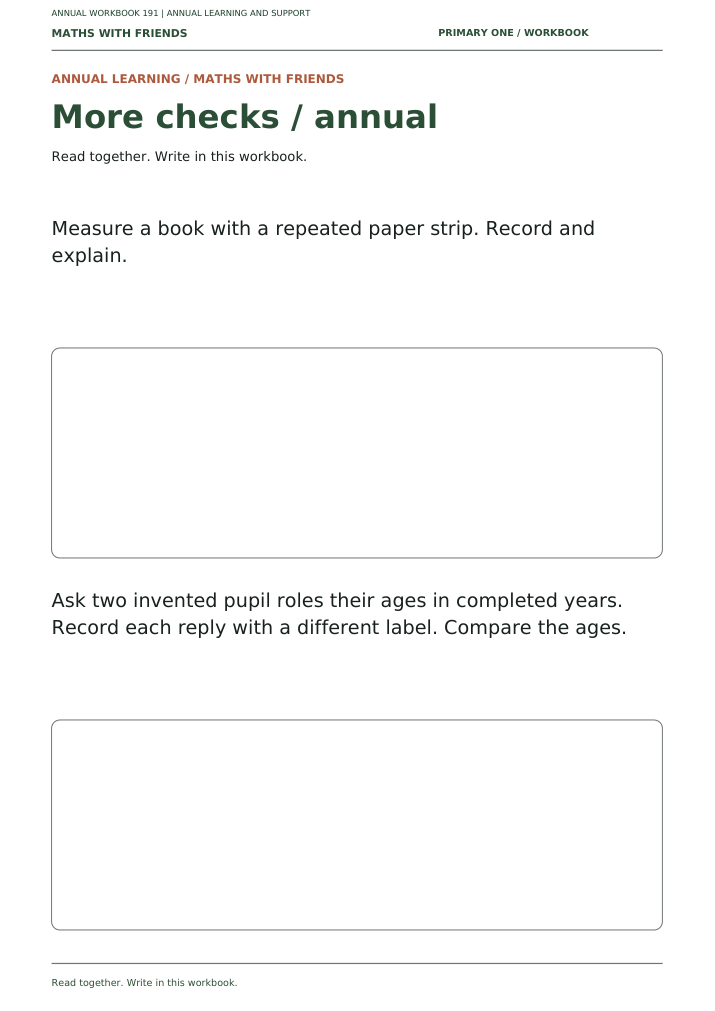 ANNUAL WORKBOOK 191 | ANNUAL LEARNING AND SUPPORT
MATHS WITH FRIENDS
PRIMARY ONE / WORKBOOK
ANNUAL LEARNING / MATHS WITH FRIENDS
More checks / annual
Read together. Write in this workbook.
Measure a book with a repeated paper strip. Record and
explain.
Ask two invented pupil roles their ages in completed years.
Record each reply with a different label. Compare the ages.
Read together. Write in this workbook.